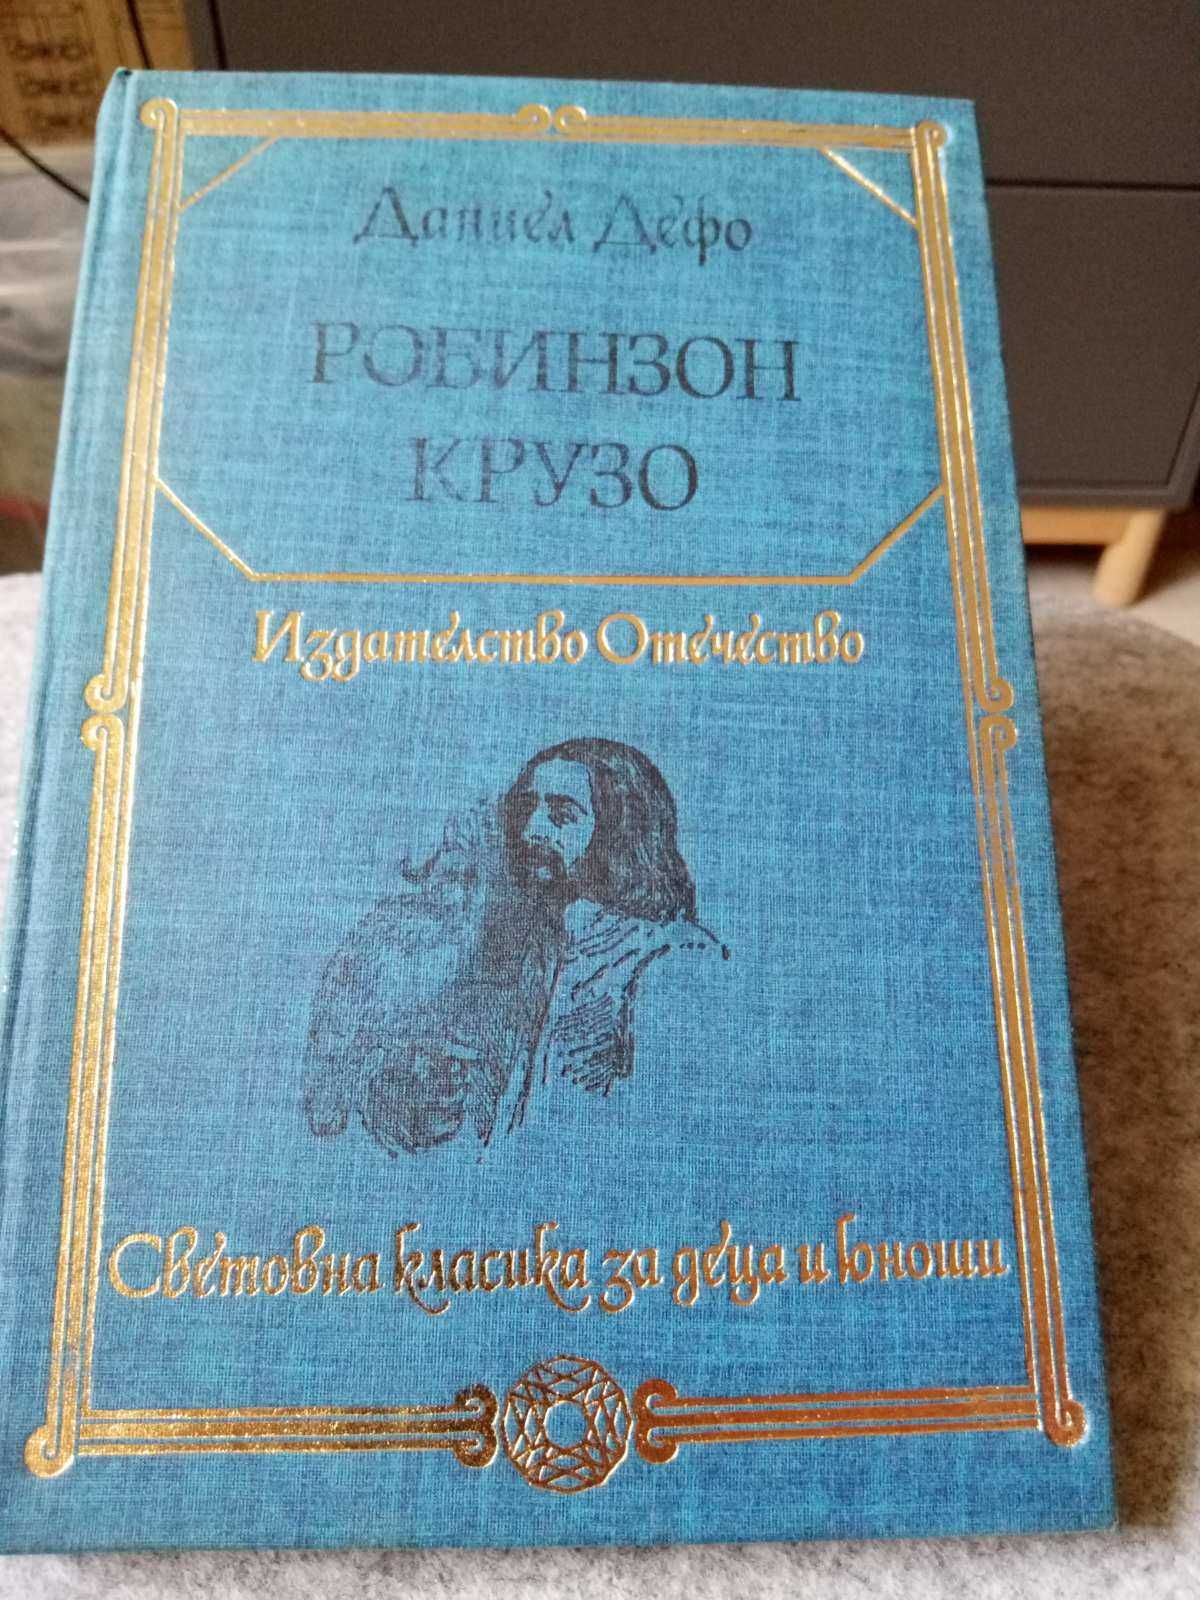 Даниел Дефо
РОБИНЗОН
КРУЗО
Издателство Отечество
Световна класика за деца и юноши